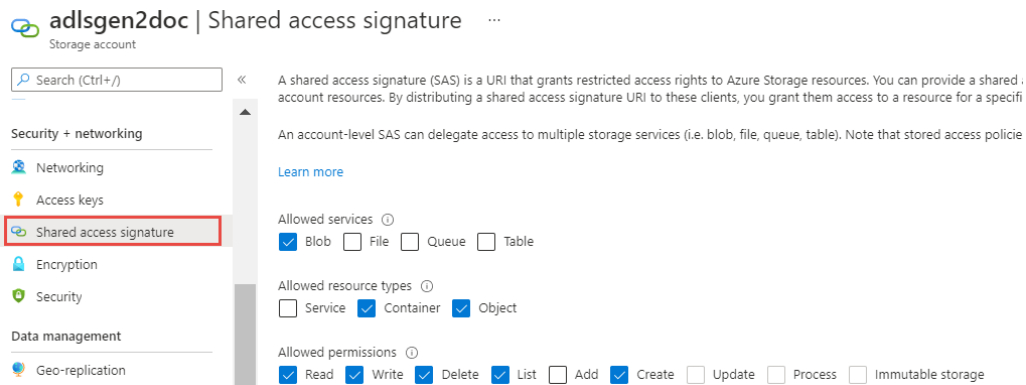 adlsgen2doc | Shared access signature ...
Storage account
Search (Ctrl+/)
«
Security + networking
Networking
Access keys
Shared access signature
Encryption
Security
Data management
Geo-replication
A shared access signature (SAS) is a URI that grants restricted access rights to Azure Storage resources. You can provide a shared
account resources. By distributing a shared access signature URI to these clients, you grant them access to a resource for a specifi
An account-level SAS can delegate access to multiple storage services (i.e. blob, file, queue, table). Note that stored access policie
Learn more
Allowed services
Blob File Queue Table
Allowed resource types
Service Container Object
Allowed permissions
Read Write Delete List Add Create Update Process Immutable storage